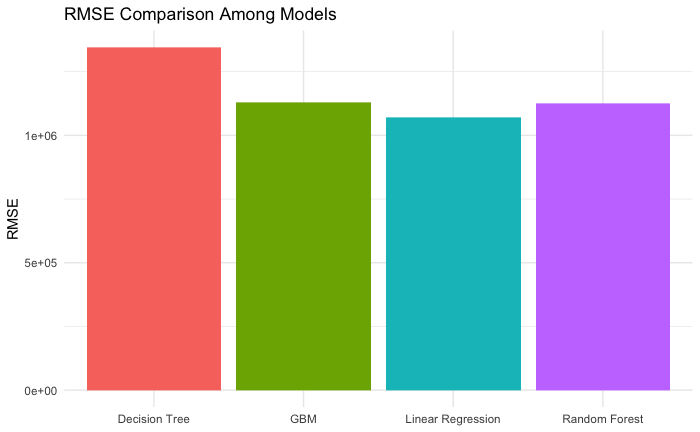 RMSE Comparison Among Models
RMSE
1e+06
5e+05
0e+00
Decision Tree
GBM
Linear Regression
Random Forest